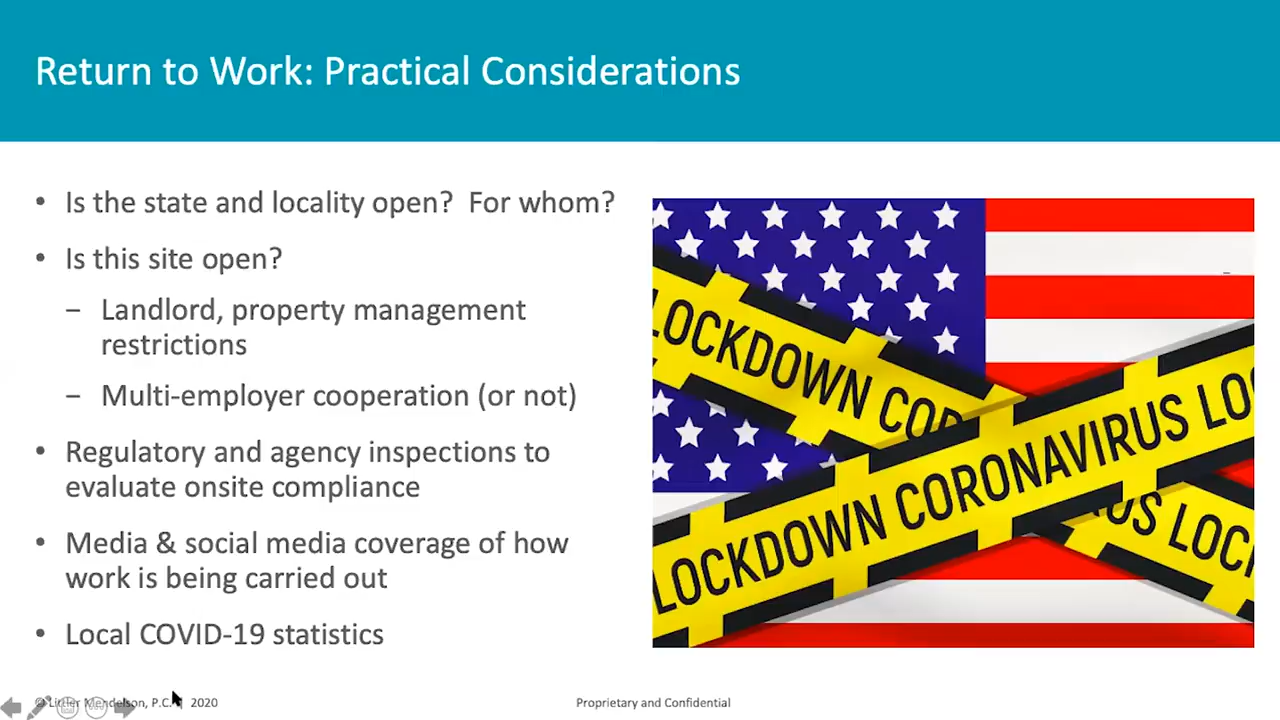 Return to Work: Practical Considerations
• Is the state and locality open? For whom?
• Is this site open?
– Landlord, property management
restrictions
– Multi-employer cooperation (or not)
• Regulatory and agency inspections to
evaluate onsite compliance
• Media & social media coverage of how
work is being carried out
• Local COVID-19 statistics
LOCKDOWN COR
LOCKDOWN CORONAVIRUS LO
US LOC
© Littler Mendelson, P.C. | 2020
Proprietary and Confidential